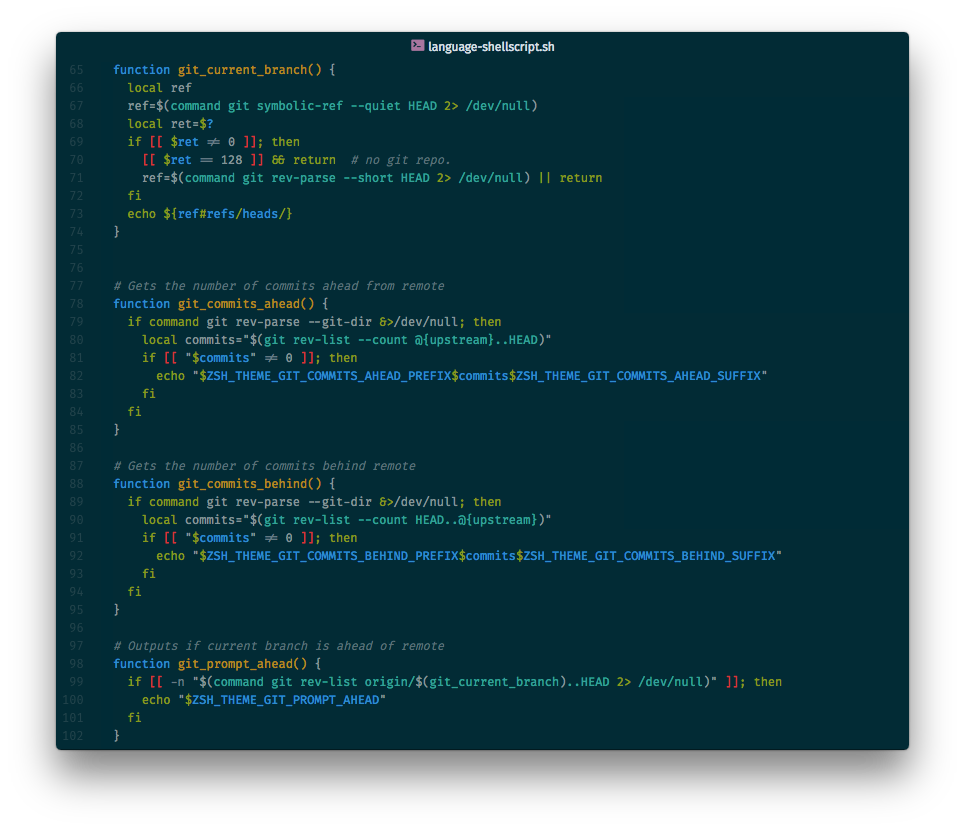 language-shellscript.sh
65 function git_current_branch() {
66 local ref
67 ref=$(command git symbolic-ref --quiet HEAD 2> /dev/null)
68 local ret=$?
69 if [[ $ret != 0 ]]; then
70 [[ $ret == 128 ]] && return # no git repo.
71 ref=$(command git rev-parse --short HEAD 2> /dev/null) || return
72 fi
73 echo ${ref#refs/heads/}
74 }
75
76
77 # Gets the number of commits ahead from remote
78 function git_commits_ahead() {
79 if command git rev-parse --git-dir &>/dev/null; then
80 local commits="$(git rev-list --count @{upstream}..HEAD)"
81 if [[ "$commits" != 0 ]]; then
82 echo "$ZSH_THEME_GIT_COMMITS_AHEAD_PREFIX$commits$ZSH_THEME_GIT_COMMITS_AHEAD_SUFFIX"
83 fi
84 fi
85 }
86
87 # Gets the number of commits behind remote
88 function git_commits_behind() {
89 if command git rev-parse --git-dir &>/dev/null; then
90 local commits="$(git rev-list --count HEAD..@{upstream})"
91 if [[ "$commits" != 0 ]]; then
92 echo "$ZSH_THEME_GIT_COMMITS_BEHIND_PREFIX$commits$ZSH_THEME_GIT_COMMITS_BEHIND_SUFFIX"
93 fi
94 fi
95 }
96
97 # Outputs if current branch is ahead of remote
98 function git_prompt_ahead() {
99 if [[ -n "$(command git rev-list origin/$(git_current_branch)..HEAD 2> /dev/null)" ]]; then
100 echo "$ZSH_THEME_GIT_PROMPT_AHEAD"
101 fi
102 }